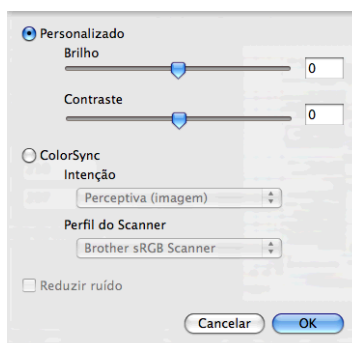 Personalizado
Brilho
0
Contraste
0
ColorSync
Intenção
Perceptiva (imagem)
Perfil do Scanner
Brother sRGB Scanner
Reduzir ruído
Cancelar OK